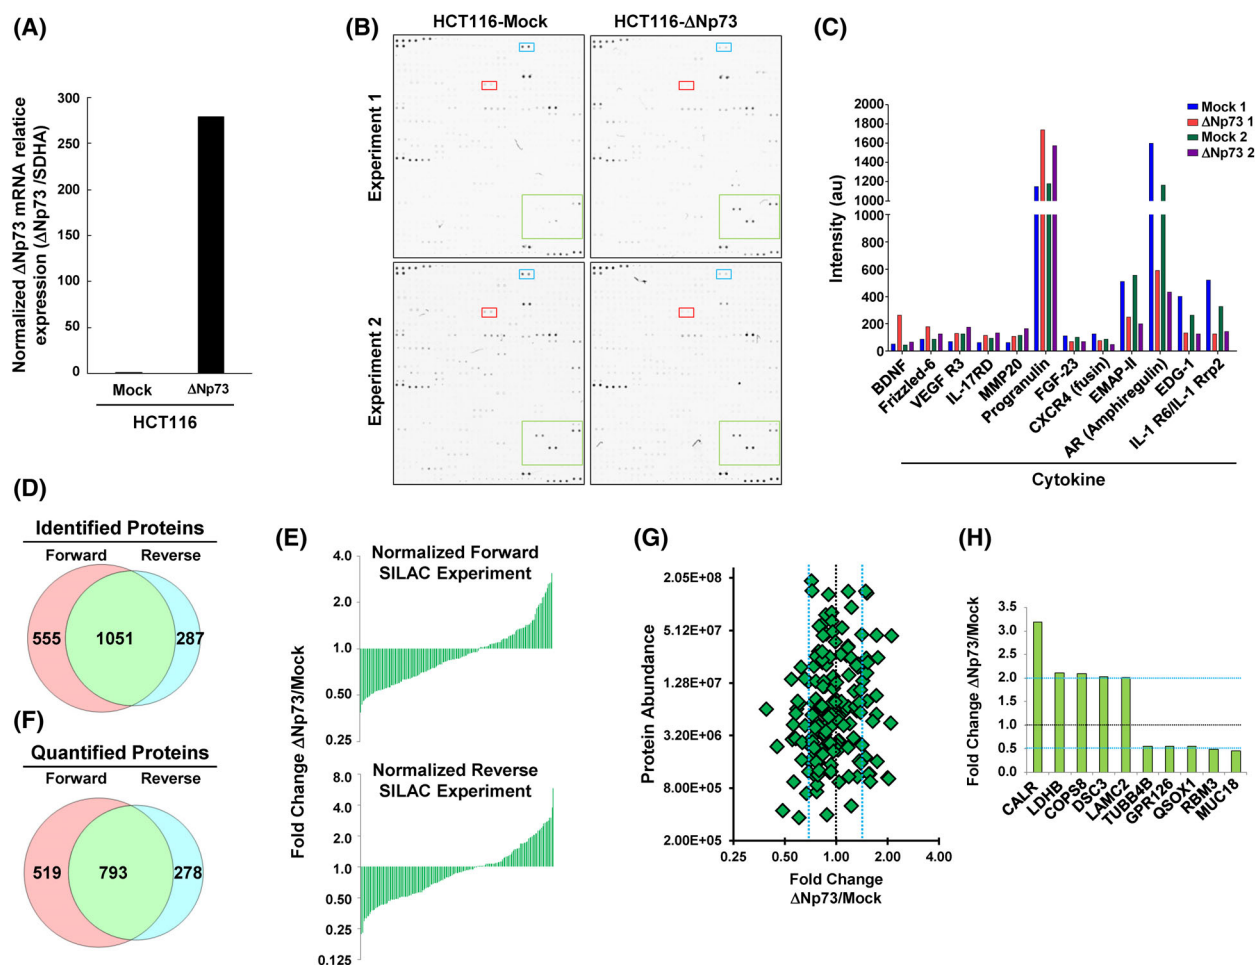 (A)
Normalized ΔNp73 mRNA relatice
expression (ΔNp73 /SDHA)
300
250
200
150
100
50
0
Mock
ΔNp73
HCT116
(B)
HCT116-Mock
HCT116-ΔNp73
Experiment 1
Experiment 2
(C)
Intensity (au)
2000
1800
1600
1400
1200
1000
800
600
400
200
0
Mock 1
ΔNp73 1
Mock 2
ΔNp73 2
BDNF
Frizzled-6
VEGF R3
IL-17RD
MMP20
Progranulin
FGF-23
CXCR4 (fusin)
EMAP-II
AR (Amphiregulin)
EDG-1
IL-1 R6/IL-1 Rrp2
Cytokine
(D)
Identified Proteins
Forward
Reverse
555
1051
287
(E)
Fold Change ΔNp73/Mock
Normalized Forward
SILAC Experiment
4.0
2.0
1.0
0.50
0.25
Normalized Reverse
SILAC Experiment
8.0
4.0
2.0
1.0
0.50
0.25
0.125
(F)
Quantified Proteins
Forward
Reverse
519
793
278
(G)
Protein Abundance
2.05E+08
5.12E+07
1.28E+07
3.20E+06
8.00E+05
2.00E+05
0.25
0.50
1.00
2.00
4.00
Fold Change
ΔNp73/Mock
(H)
Fold Change ΔNp73/Mock
3.5
3.0
2.5
2.0
1.5
1.0
0.5
0.0
CALR
LDHB
COPS8
DSC3
LAMC2
TUBB4B
GPR126
QSOX1
RBM3
MUC18